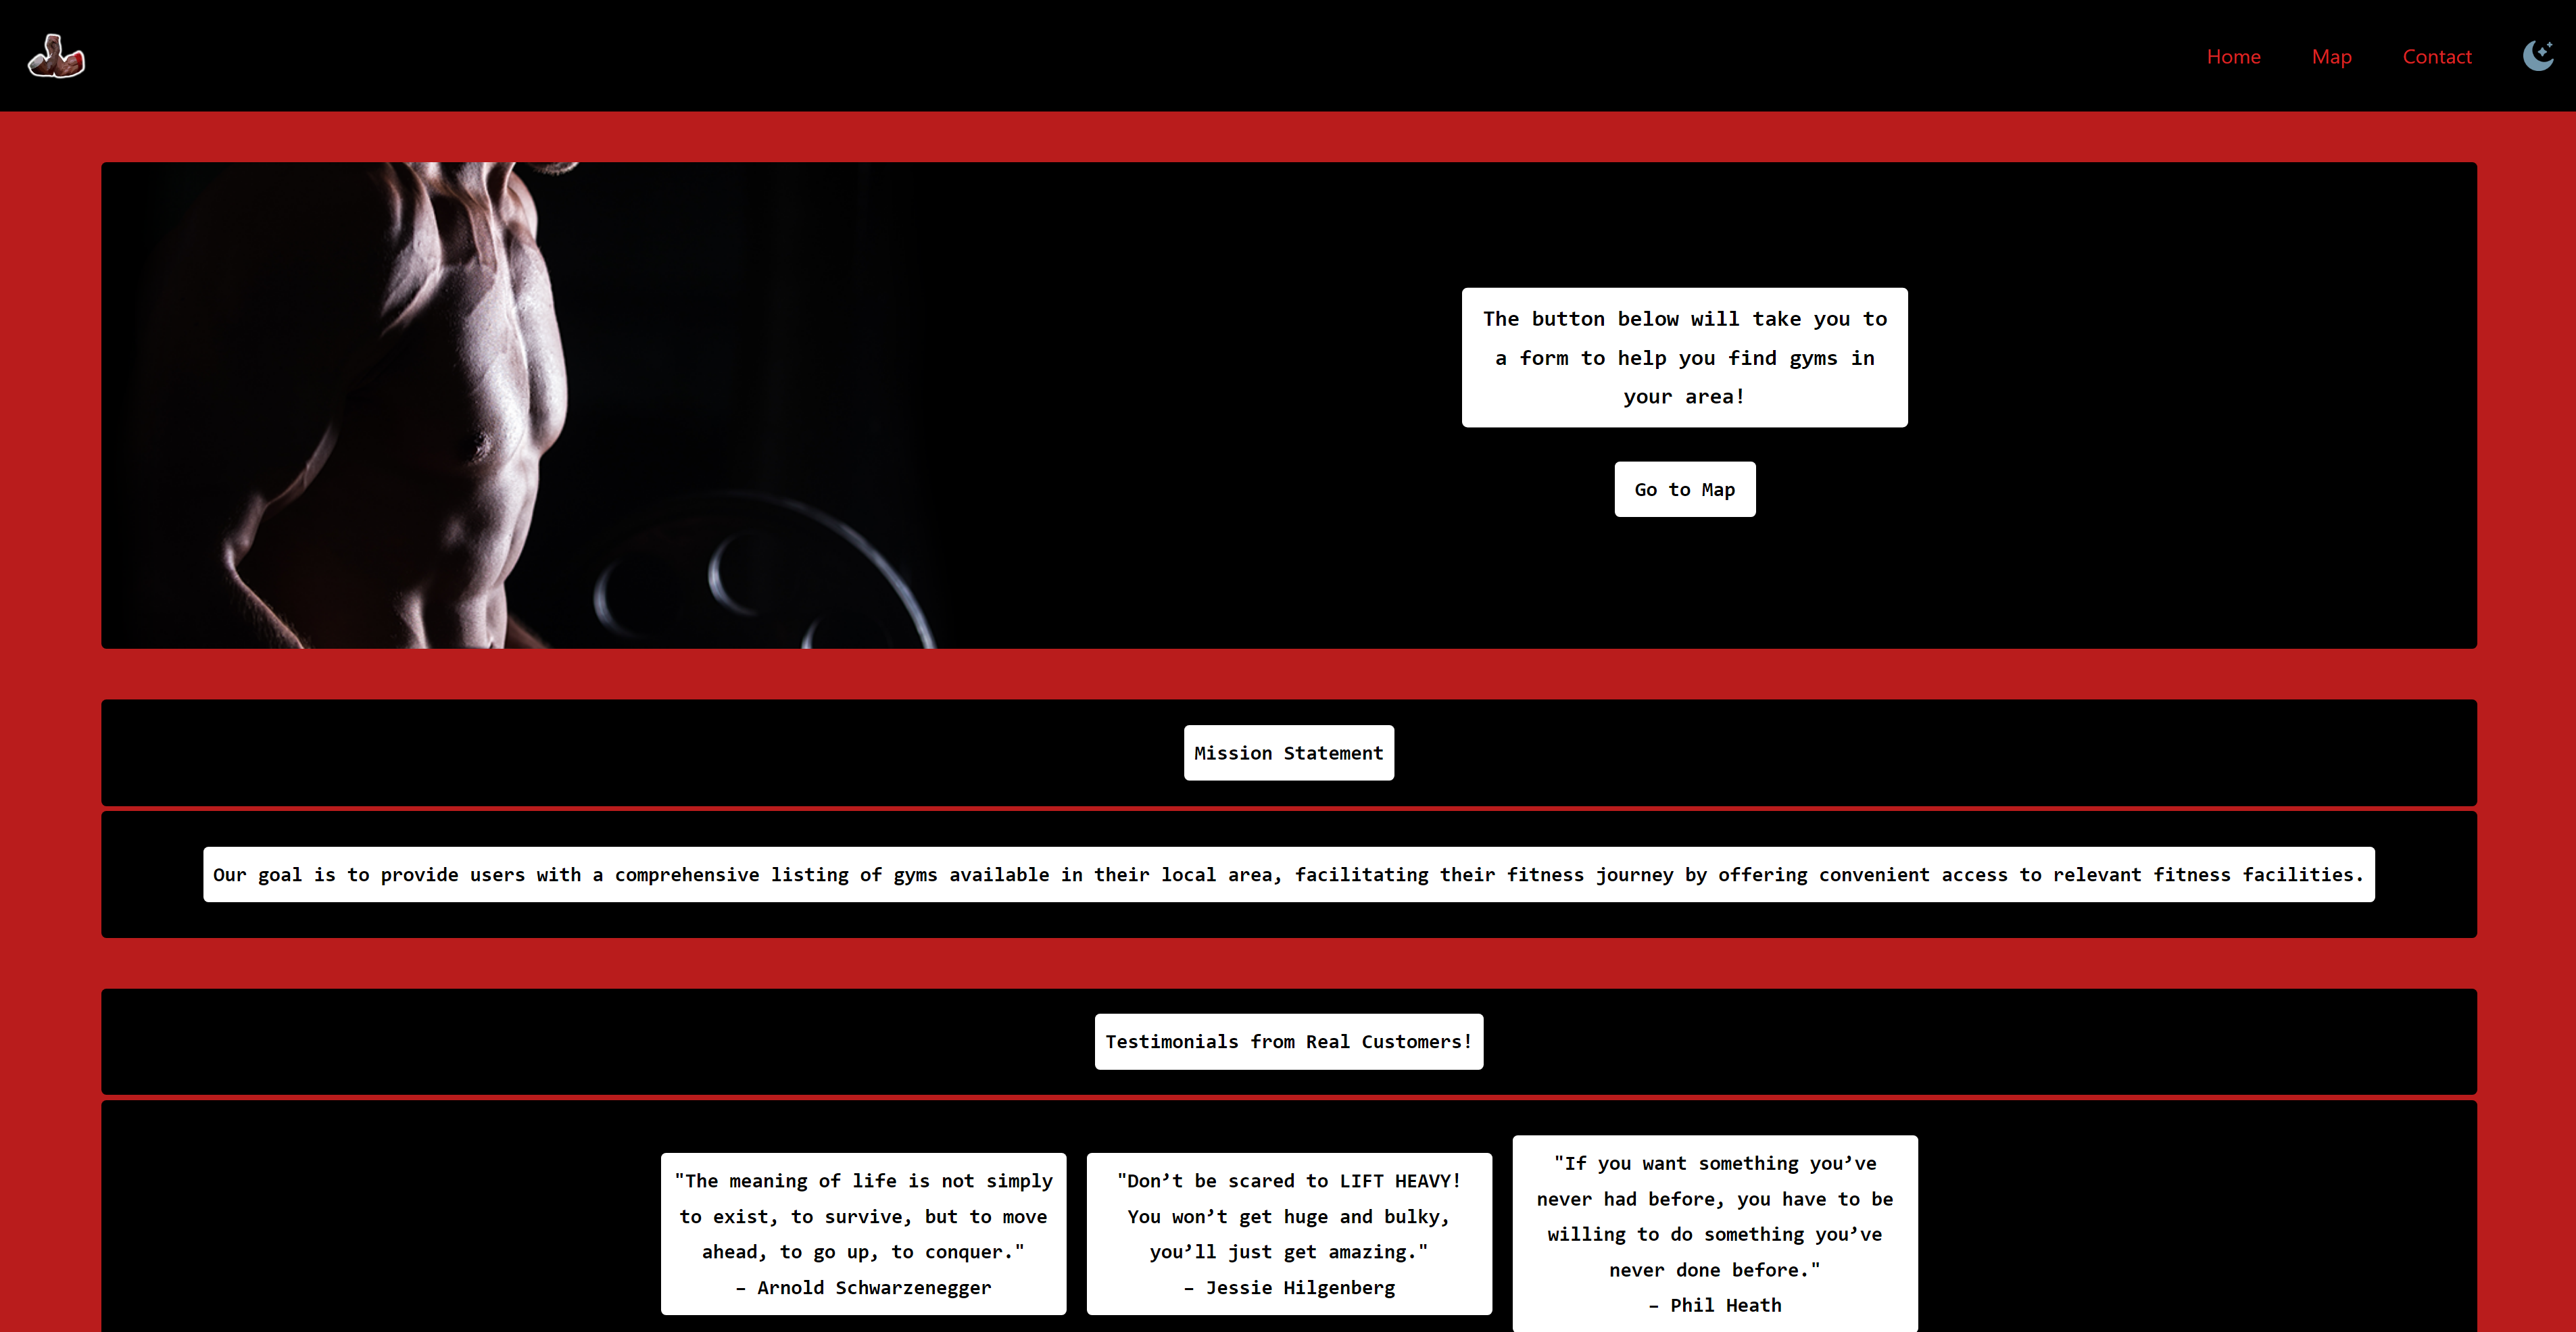 Home Map Contact
The button below will take you to
a form to help you find gyms in
your area!
Go to Map
Mission Statement
Our goal is to provide users with a comprehensive listing of gyms available in their local area, facilitating their fitness journey by offering convenient access to relevant fitness facilities.
Testimonials from Real Customers!
"The meaning of life is not simply
to exist, to survive, but to move
ahead, to go up, to conquer."
– Arnold Schwarzenegger
"Don’t be scared to LIFT HEAVY!
You won’t get huge and bulky,
you’ll just get amazing."
– Jessie Hilgenberg
"If you want something you’ve
never had before, you have to be
willing to do something you’ve
never done before."
– Phil Heath